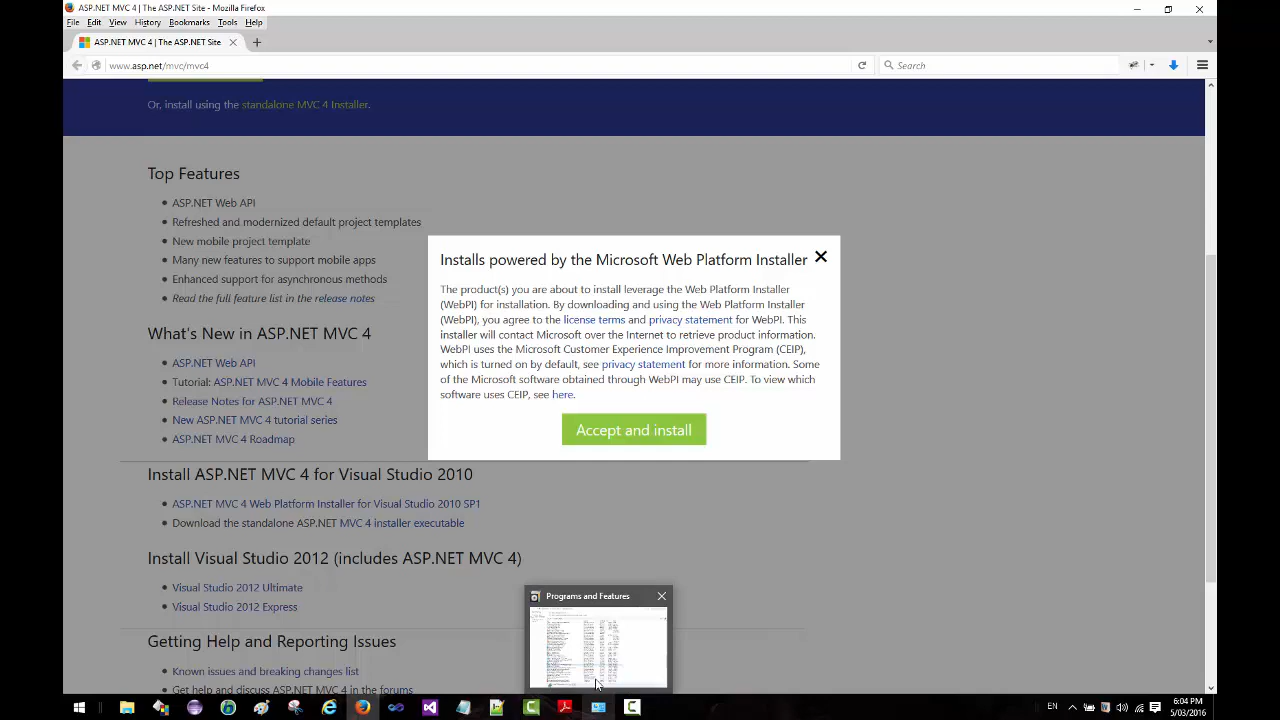 ASP.NET MVC 4 | The ASP.NET Site - Mozilla Firefox
File Edit View History Bookmarks Tools Help
ASP.NET MVC 4 | The ASP.NET Site
www.asp.net/mvc/mvc4
Search
Or, install using the standalone MVC 4 Installer.
Top Features
ASP.NET Web API
Refreshed and modernized default project templates
New mobile project template
Many new features to support mobile apps
Enhanced support for asynchronous methods
Read the full feature list in the release notes
What's New in ASP.NET MVC 4
ASP.NET Web API
Tutorial: ASP.NET MVC 4 Mobile Features
Release Notes for ASP.NET MVC 4
New ASP.NET MVC 4 tutorial series
ASP.NET MVC 4 Roadmap
Install ASP.NET MVC 4 for Visual Studio 2010
ASP.NET MVC 4 Web Platform Installer for Visual Studio 2010 SP1
Download the standalone ASP.NET MVC 4 installer executable
Install Visual Studio 2012 (includes ASP.NET MVC 4)
Visual Studio 2012 Ultimate
Visual Studio 2012 Express
Getting Help and Re issues
Known issues and brea changes list
Get help and discuss ASP.NET MVC 4 in the forums
Installs powered by the Microsoft Web Platform Installer
The product(s) you are about to install leverage the Web Platform Installer
(WebPI) for installation. By downloading and using the Web Platform Installer
(WebPI), you agree to the license terms and privacy statement for WebPI. This
installer will contact Microsoft over the Internet to retrieve product information.
WebPI uses the Microsoft Customer Experience Improvement Program (CEIP),
which is turned on by default, see privacy statement for more information. Some
of the Microsoft software obtained through WebPI may use CEIP. To view which
software uses CEIP, see here.
Accept and install
Programs and Features
EN
6:04 PM
5/03/2016